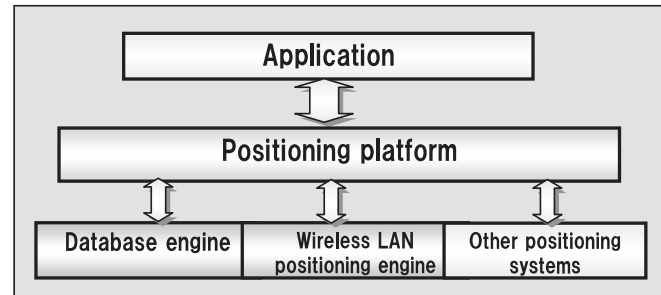 Application
Positioning platform
Database engine
Wireless LAN
positioning engine
Other positioning
systems